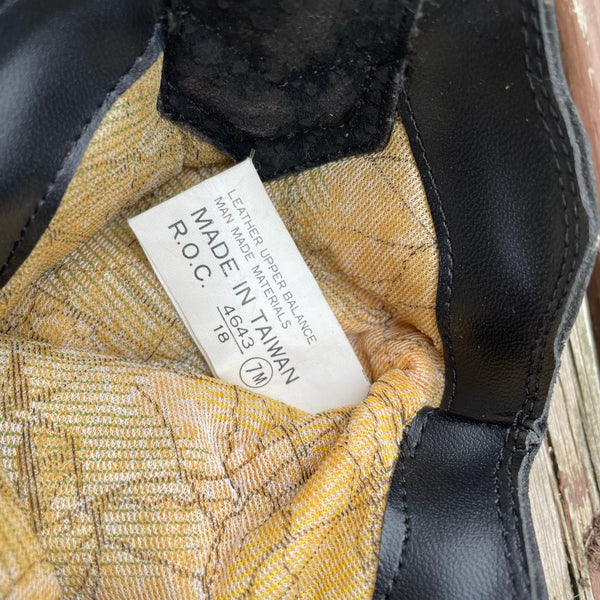 LEATHER UPPER BALANCE
MAN MADE MATERIALS
MADE IN TAIWAN
R.O.C.
4643
18
7M